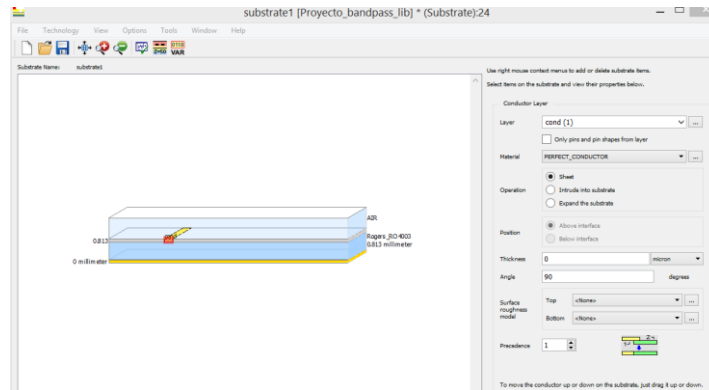 substrate1 [Proyecto_bandpass_lib] * (Substrate):24
File Technology View Options Tools Window Help
VAR
Substrate Name: substrate1
Use right mouse context menus to add or delete substrate items.
Select items on the substrate and view their properties below.
Conductor Layer
Layer cond (1) ...
Only pins and pin shapes from layer
Material PERFECT_CONDUCTOR ...
Operation Sheet
Intrude into substrate
Expand the substrate
Position Above interface
Below interface
Thickness 0 micron
Angle 90 degrees
Surface roughness model Top <None> ...
Bottom <None> ...
Precedence 1
To move the conductor up or down on the substrate, just drag it up or down.
AIR
0.813
Rogers_RO4003
0.813 millimeter
0 millimeter